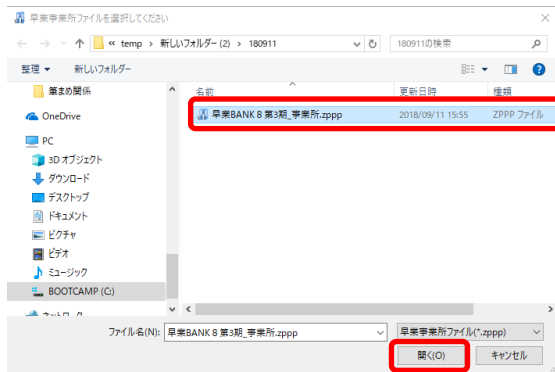 早業事業所ファイルを選択してください
« temp › 新しいフォルダー (2) › 180911
180911の検索
整理 ▼ 新しいフォルダー
名前 更新日時 種類
筆まめ関係
早業BANK 8 第3期_事業所.zppp 2018/09/11 15:55 ZPPP ファイル
OneDrive
PC
3D オブジェクト
ダウンロード
デスクトップ
ドキュメント
ピクチャ
ビデオ
ミュージック
BOOTCAMP (C:)
ファイル名(N): 早業BANK 8 第3期_事業所.zppp 早業事業所ファイル(*.zppp)
開く(O) キャンセル